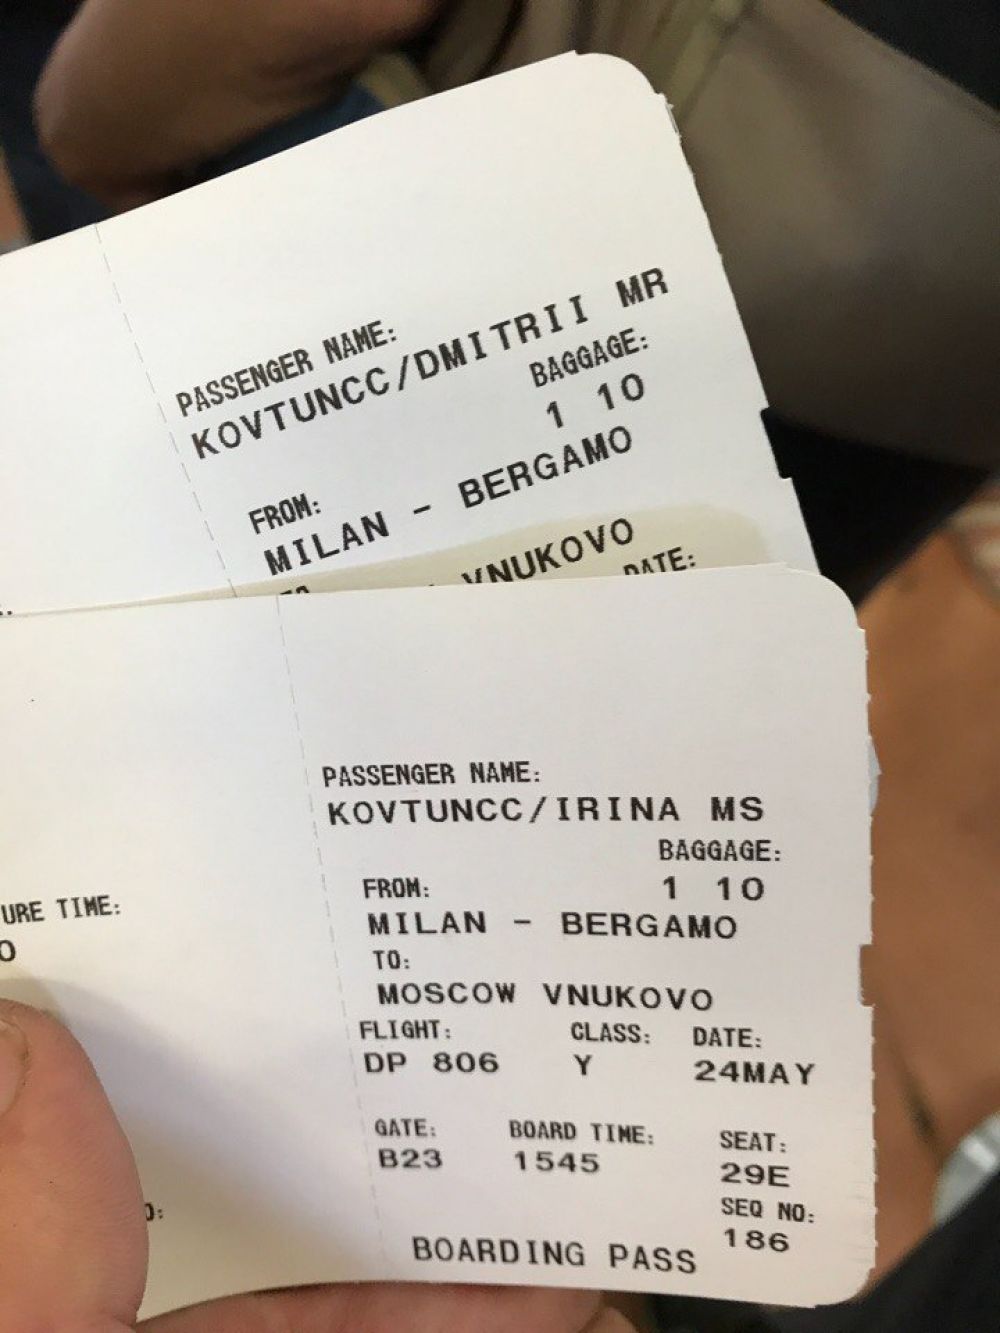 PASSENGER NAME:
KOVTUNCC/DMITRII MR
BAGGAGE:
1 10
FROM:
MILAN - BERGAMO
VNUKOVO
DATE:
PASSENGER NAME:
KOVTUNCC/IRINA MS
BAGGAGE:
FROM: 1 10
MILAN - BERGAMO
TO:
MOSCOW VNUKOVO
FLIGHT: CLASS: DATE:
DP 806 Y 24MAY
GATE: BOARD TIME: SEAT:
B23 1545 29E
SEQ NO:
186
BOARDING PASS
URE TIME: